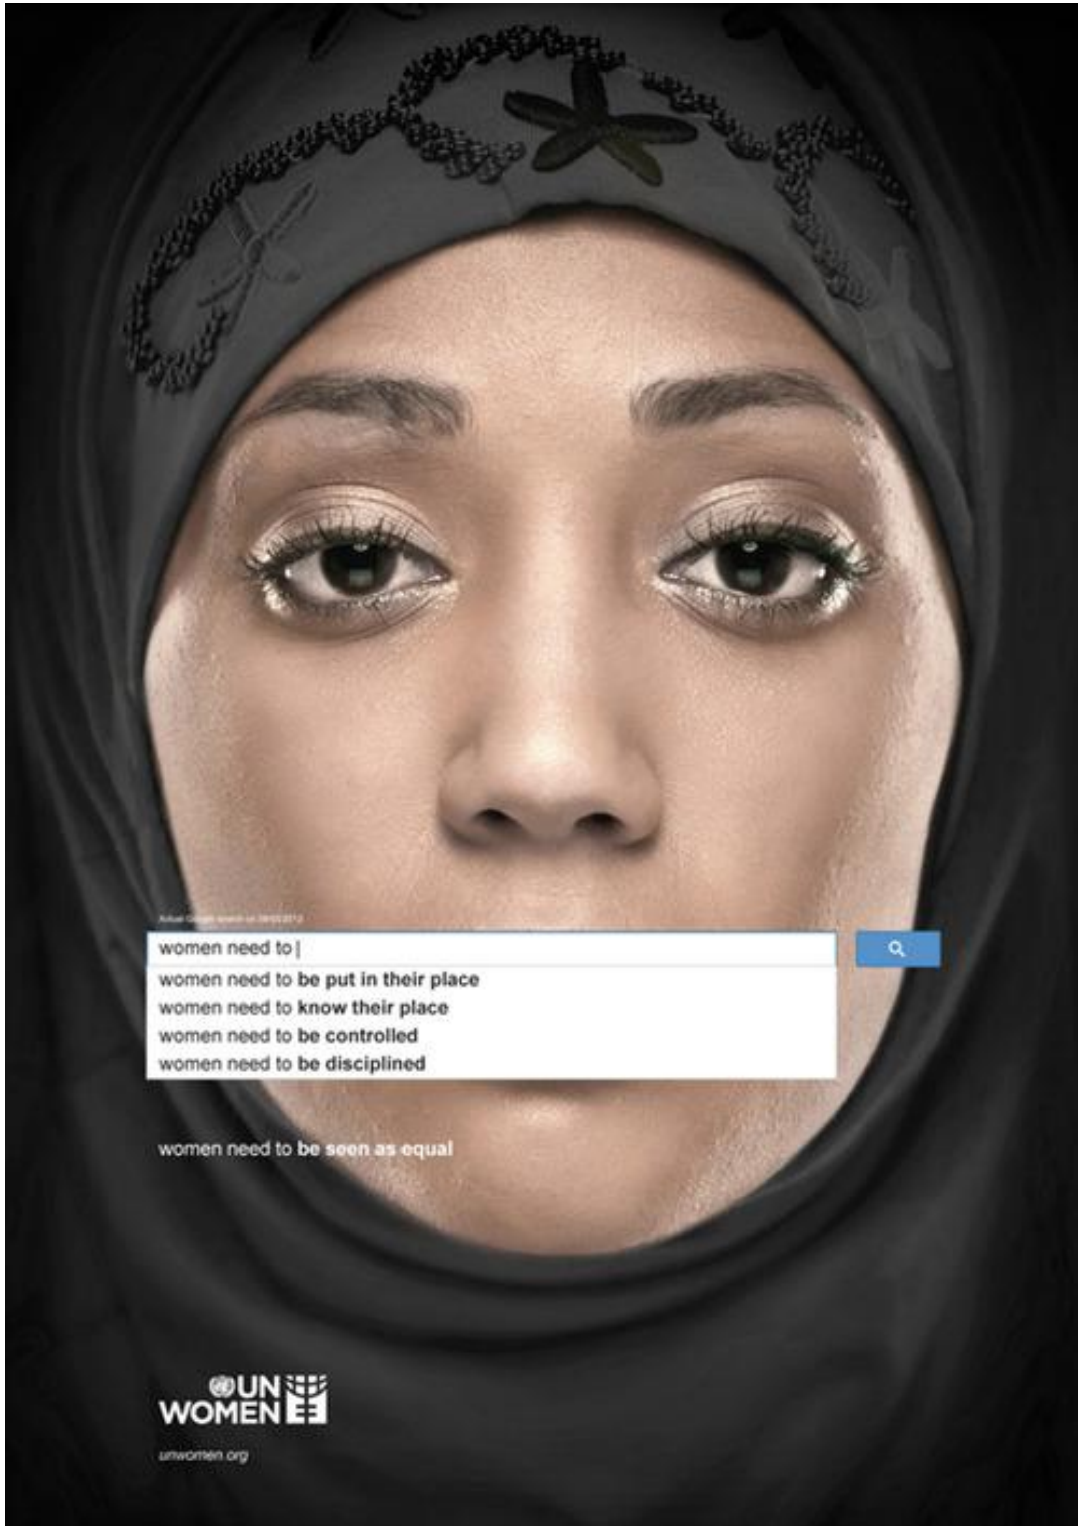 women need to
women need to be put in their place
women need to know their place
women need to be controlled
women need to be disciplined
women need to be seen as equal
UN
WOMEN
unwomen.org